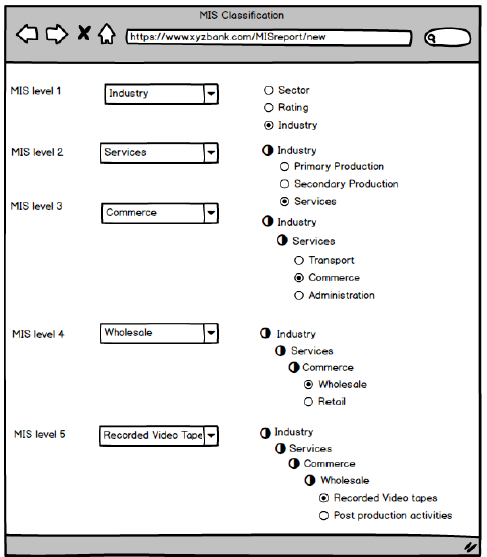 MIS Classification
https://www.xyzbank.com/MISreport/new
MIS level 1
Industry
Sector
Rating
Industry
MIS level 2
Services
Industry
Primary Production
Secondary Production
Services
MIS level 3
Commerce
Industry
Services
Transport
Commerce
Administration
MIS level 4
Wholesale
Industry
Services
Commerce
Wholesale
Retail
MIS level 5
Recorded Video Tape
Industry
Services
Commerce
Wholesale
Recorded Video tapes
Post production activities